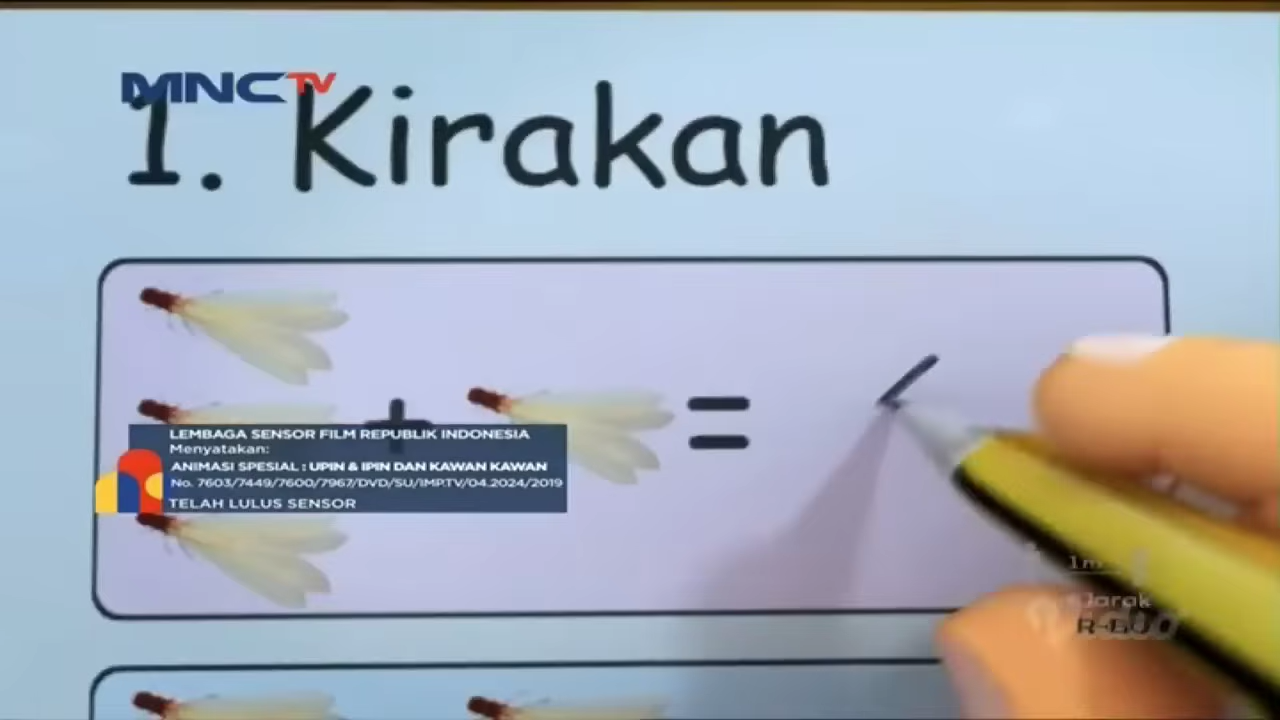 MNCTV
1. Kirakan
+ =
LEMBAGA SENSOR FILM REPUBLIK INDONESIA
Menyatakan:
ANIMASI SPESIAL : UPIN & IPIN DAN KAWAN KAWAN
No. 7603/7449/7600/7967/DVD/SU/IMP.TV/04.2024/2019
TELAH LULUS SENSOR
Jarak